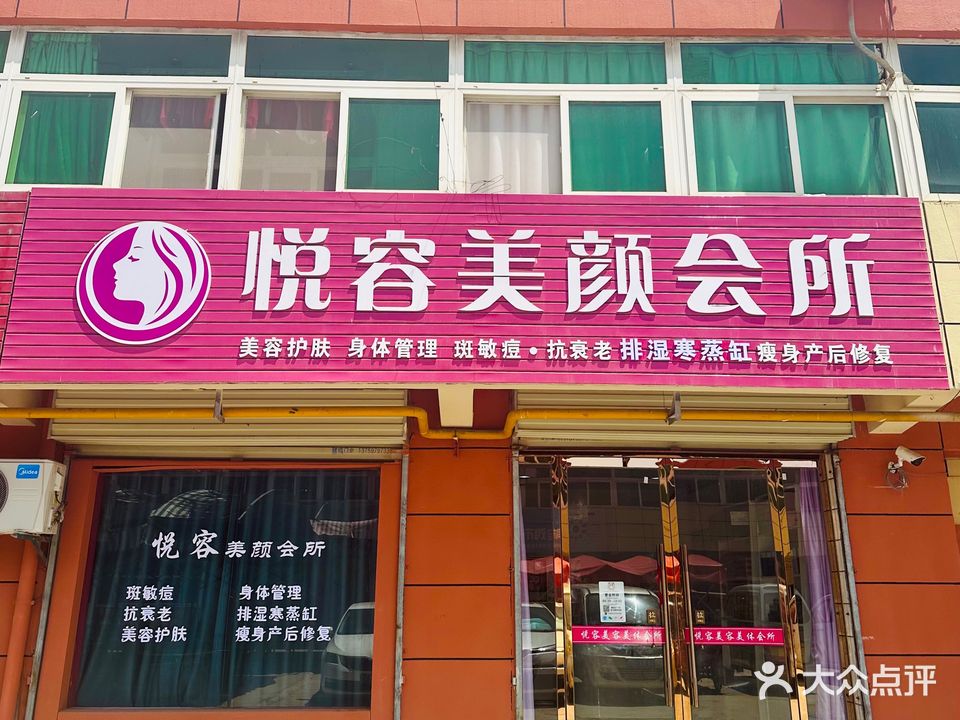 悦容美颜会所
美容护肤 身体管理 斑敏痘·抗衰老排湿寒蒸缸瘦身产后修复
Midea
悦容美颜会所
斑敏痘 身体管理
抗衰老 排湿寒蒸缸
美容护肤 瘦身产后修复
悦容美容美体会所 悦容美容美体会所
大众点评